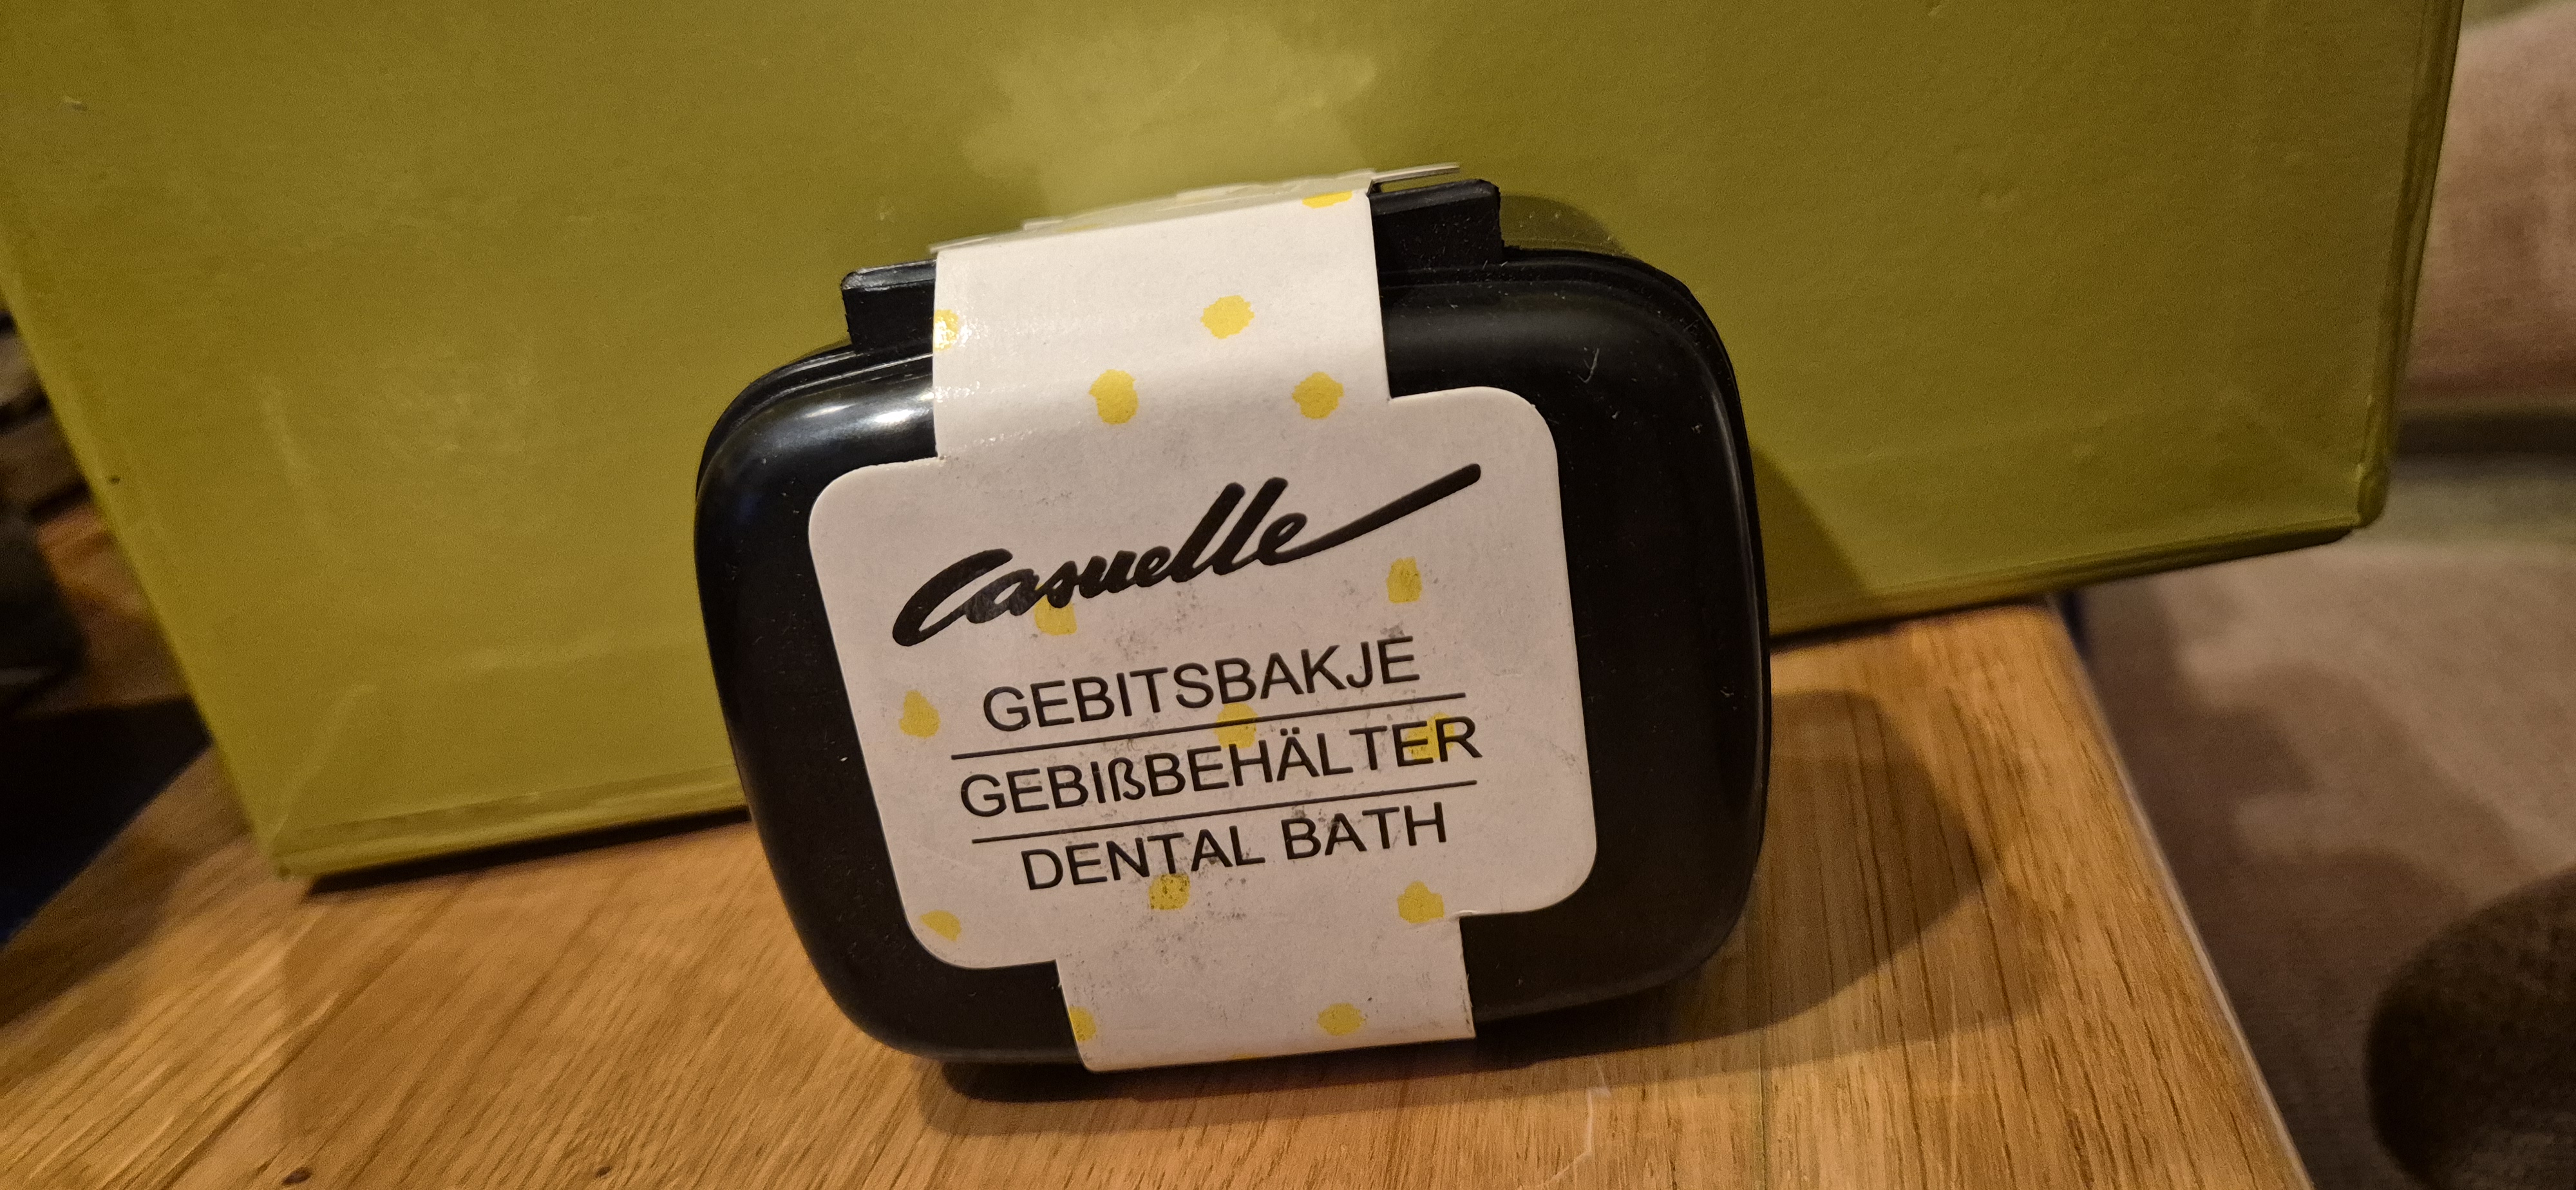 Casuelle
GEBITSBAKJE
GEBIßBEHÄLTER
DENTAL BATH